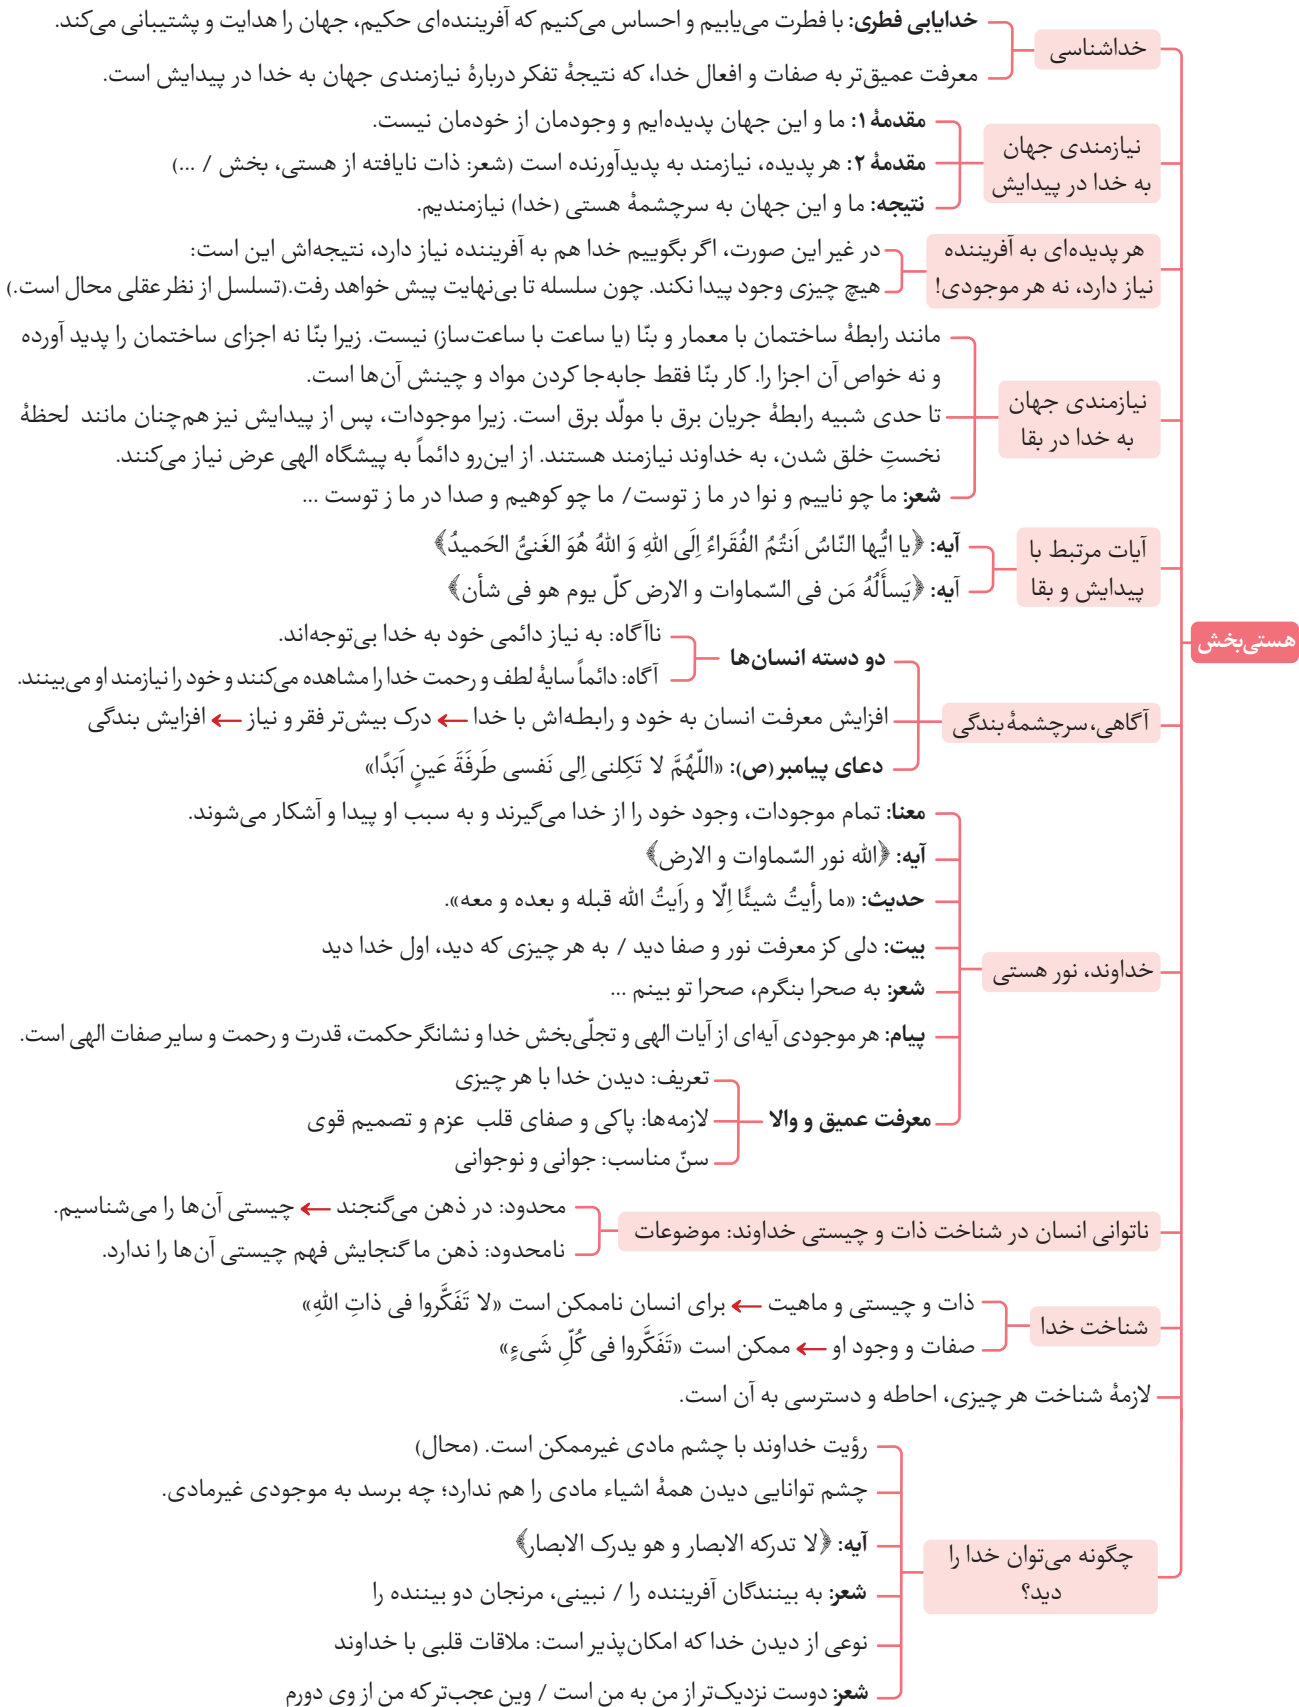 هستی‌بخش
خداشناسی
خدایابی فطری: با فطرت می‌یابیم و احساس می‌کنیم که آفریننده‌ای حکیم، جهان را هدایت و پشتیبانی می‌کند.
معرفت عمیق‌تر به صفات و افعال خدا، که نتیجهٔ تفکر دربارهٔ نیازمندی جهان به خدا در پیدایش است.
نیازمندی جهان
به خدا در پیدایش
مقدمهٔ ۱: ما و این جهان پدیده‌ایم و وجودمان از خودمان نیست.
مقدمهٔ ۲: هر پدیده، نیازمند به پدیدآورنده است (شعر: ذات نایافته از هستی، بخش / ...)
نتیجه: ما و این جهان به سرچشمهٔ هستی (خدا) نیازمندیم.
هر پدیده‌ای به آفریننده
نیاز دارد، نه هر موجودی!
در غیر این صورت، اگر بگوییم خدا هم به آفریننده نیاز دارد، نتیجه‌اش این است:
هیچ چیزی وجود پیدا نکند. چون سلسله تا بی‌نهایت پیش خواهد رفت.(تسلسل از نظر عقلی محال است.)
نیازمندی جهان
به خدا در بقا
مانند رابطهٔ ساختمان با معمار و بنّا (یا ساعت با ساعت‌ساز) نیست. زیرا بنّا نه اجزای ساختمان را پدید آورده
و نه خواص آن اجزا را. کار بنّا فقط جابه‌جا کردن مواد و چینش آن‌ها است.
تا حدی شبیه رابطهٔ جریان برق با مولّد برق است. زیرا موجودات، پس از پیدایش نیز هم‌چنان مانند لحظهٔ
نخستِ خلق شدن، به خداوند نیازمند هستند. از این‌رو دائماً به پیشگاه الهی عرض نیاز می‌کنند.
شعر: ما چو ناییم و نوا در ما ز توست/ ما چو کوهیم و صدا در ما ز توست ...
آیات مرتبط با
پیدایش و بقا
آیه: ﴿یا ایُّها النّاسُ اَنتُمُ الفُقَراءُ اِلَی اللهِ وَ اللهُ هُوَ الغَنیُّ الحَمیدُ﴾
آیه: ﴿یَسأَلُهُ مَن فی السّماوات و الارض کلّ یوم هو فی شأن﴾
آگاهی،سرچشمهٔ بندگی
دو دسته انسان‌ها
ناآگاه: به نیاز دائمی خود به خدا بی‌توجه‌اند.
آگاه: دائماً سایهٔ لطف و رحمت خدا را مشاهده می‌کنند و خود را نیازمند او می‌بینند.
افزایش معرفت انسان به خود و رابطه‌اش با خدا ← درک بیش‌تر فقر و نیاز ← افزایش بندگی
دعای پیامبر(ص): «اللّهُمَّ لا تَکِلنی اِلی نَفسی طَرفَةَ عَینٍ اَبَدًا»
خداوند، نور هستی
معنا: تمام موجودات، وجود خود را از خدا می‌گیرند و به سبب او پیدا و آشکار می‌شوند.
آیه: ﴿الله نور السّماوات و الارض﴾
حدیث: «ما رأیتُ شیئًا اِلّا و رأَیتُ الله قبله و بعده و معه».
بیت: دلی کز معرفت نور و صفا دید / به هر چیزی که دید، اول خدا دید
شعر: به صحرا بنگرم، صحرا تو بینم ...
پیام: هر موجودی آیه‌ای از آیات الهی و تجلّی‌بخش خدا و نشانگر حکمت، قدرت و رحمت و سایر صفات الهی است.
معرفت عمیق و والا
تعریف: دیدن خدا با هر چیزی
لازمه‌ها: پاکی و صفای قلب عزم و تصمیم قوی
سنّ مناسب: جوانی و نوجوانی
ناتوانی انسان در شناخت ذات و چیستی خداوند: موضوعات
محدود: در ذهن می‌گنجند ← چیستی آن‌ها را می‌شناسیم.
نامحدود: ذهن ما گنجایش فهم چیستی آن‌ها را ندارد.
شناخت خدا
ذات و چیستی و ماهیت ← برای انسان ناممکن است «لا تَفَکَّروا فی ذاتِ اللهِ»
صفات و وجود او ← ممکن است «تَفَکَّروا فی کُلِّ شَیءٍ»
لازمهٔ شناخت هر چیزی، احاطه و دسترسی به آن است.
چگونه می‌توان خدا را
دید؟
رؤیت خداوند با چشم مادی غیرممکن است. (محال)
چشم توانایی دیدن همهٔ اشیاء مادی را هم ندارد؛ چه برسد به موجودی غیرمادی.
آیه: ﴿لا تدرکه الابصار و هو یدرک الابصار﴾
شعر: به بینندگان آفریننده را / نبینی، مرنجان دو بیننده را
نوعی از دیدن خدا که امکان‌پذیر است: ملاقات قلبی با خداوند
شعر: دوست نزدیک‌تر از من به من است / وین عجب‌تر که من از وی دورم